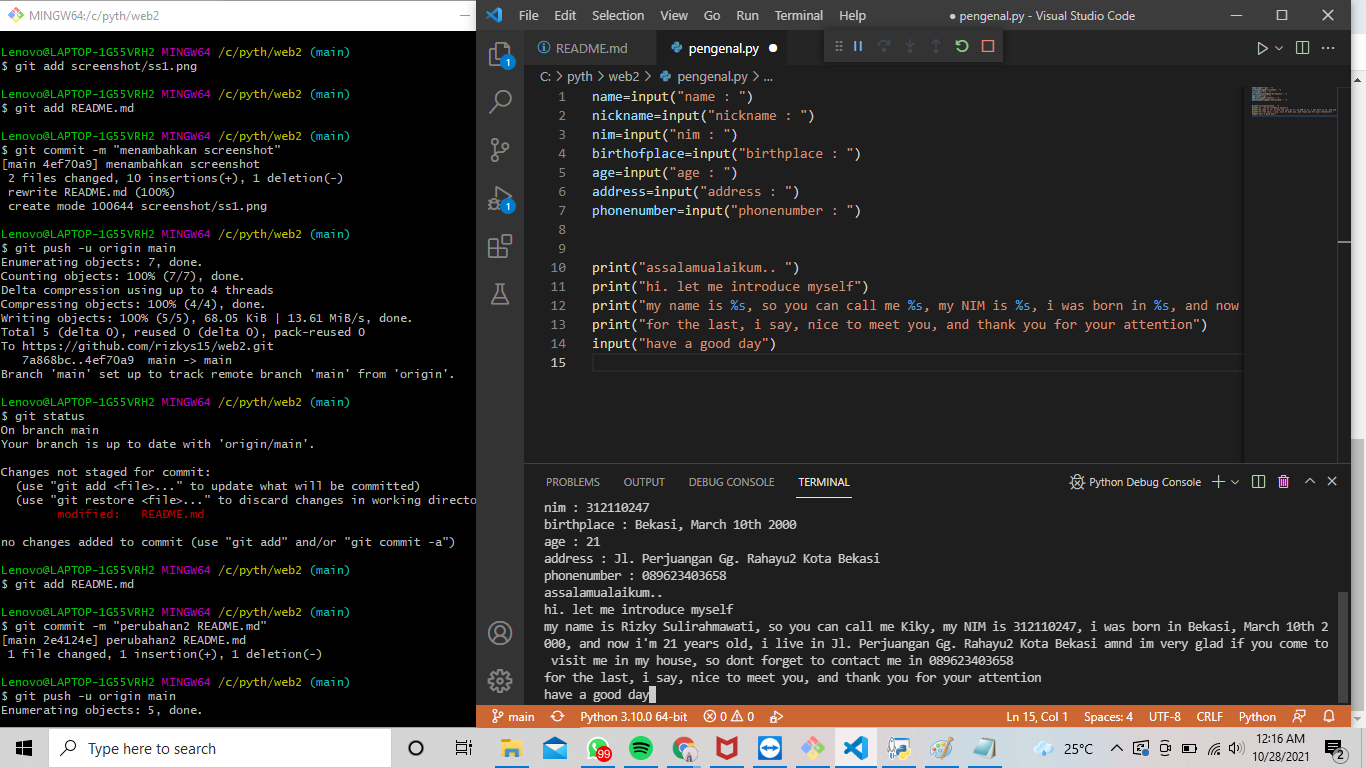 MINGW64:/c/pyth/web2
Lenovo@LAPTOP-1G55VRH2 MINGW64 /c/pyth/web2 (main)
$ git add screenshot/ss1.png
Lenovo@LAPTOP-1G55VRH2 MINGW64 /c/pyth/web2 (main)
$ git add README.md
Lenovo@LAPTOP-1G55VRH2 MINGW64 /c/pyth/web2 (main)
$ git commit -m "menambahkan screenshot"
[main 4ef70a9] menambahkan screenshot
2 files changed, 10 insertions(+), 1 deletion(-)
rewrite README.md (100%)
create mode 100644 screenshot/ss1.png
Lenovo@LAPTOP-1G55VRH2 MINGW64 /c/pyth/web2 (main)
$ git push -u origin main
Enumerating objects: 7, done.
Counting objects: 100% (7/7), done.
Delta compression using up to 4 threads
Compressing objects: 100% (4/4), done.
Writing objects: 100% (5/5), 68.05 KiB | 13.61 MiB/s, done.
Total 5 (delta 0), reused 0 (delta 0), pack-reused 0
To https://github.com/rizkys15/web2.git
7a868bc..4ef70a9  main -> main
Branch 'main' set up to track remote branch 'main' from 'origin'.
Lenovo@LAPTOP-1G55VRH2 MINGW64 /c/pyth/web2 (main)
$ git status
On branch main
Your branch is up to date with 'origin/main'.
Changes not staged for commit:
(use "git add <file>..." to update what will be committed)
(use "git restore <file>..." to discard changes in working directo
modified:   README.md
no changes added to commit (use "git add" and/or "git commit -a")
Lenovo@LAPTOP-1G55VRH2 MINGW64 /c/pyth/web2 (main)
$ git add README.md
Lenovo@LAPTOP-1G55VRH2 MINGW64 /c/pyth/web2 (main)
$ git commit -m "perubahan2 README.md"
[main 2e4124e] perubahan2 README.md
1 file changed, 1 insertion(+), 1 deletion(-)
Lenovo@LAPTOP-1G55VRH2 MINGW64 /c/pyth/web2 (main)
$ git push -u origin main
Enumerating objects: 5, done.
File Edit Selection View Go Run Terminal Help ● pengenal.py - Visual Studio Code
README.md pengenal.py
C: > pyth > web2 > pengenal.py > ...
1 name=input("name : ")
2 nickname=input("nickname : ")
3 nim=input("nim : ")
4 birthofplace=input("birthplace : ")
5 age=input("age : ")
6 address=input("address : ")
7 phonenumber=input("phonenumber : ")
8
9
10 print("assalamualaikum.. ")
11 print("hi. let me introduce myself")
12 print("my name is %s, so you can call me %s, my NIM is %s, i was born in %s, and now
13 print("for the last, i say, nice to meet you, and thank you for your attention")
14 input("have a good day")
15
1
1
PROBLEMS OUTPUT DEBUG CONSOLE TERMINAL Python Debug Console
nim : 312110247
birthplace : Bekasi, March 10th 2000
age : 21
address : Jl. Perjuangan Gg. Rahayu2 Kota Bekasi
phonenumber : 089623403658
assalamualaikum..
hi. let me introduce myself
my name is Rizky Sulirahmawati, so you can call me Kiky, my NIM is 312110247, i was born in Bekasi, March 10th 2
000, and now i'm 21 years old, i live in Jl. Perjuangan Gg. Rahayu2 Kota Bekasi amnd im very glad if you come to
visit me in my house, so dont forget to contact me in 089623403658
for the last, i say, nice to meet you, and thank you for your attention
have a good day
main Python 3.10.0 64-bit 0 0 Ln 15, Col 1 Spaces: 4 UTF-8 CRLF Python
Type here to search 99 25°C 12:16 AM
10/28/2021 2